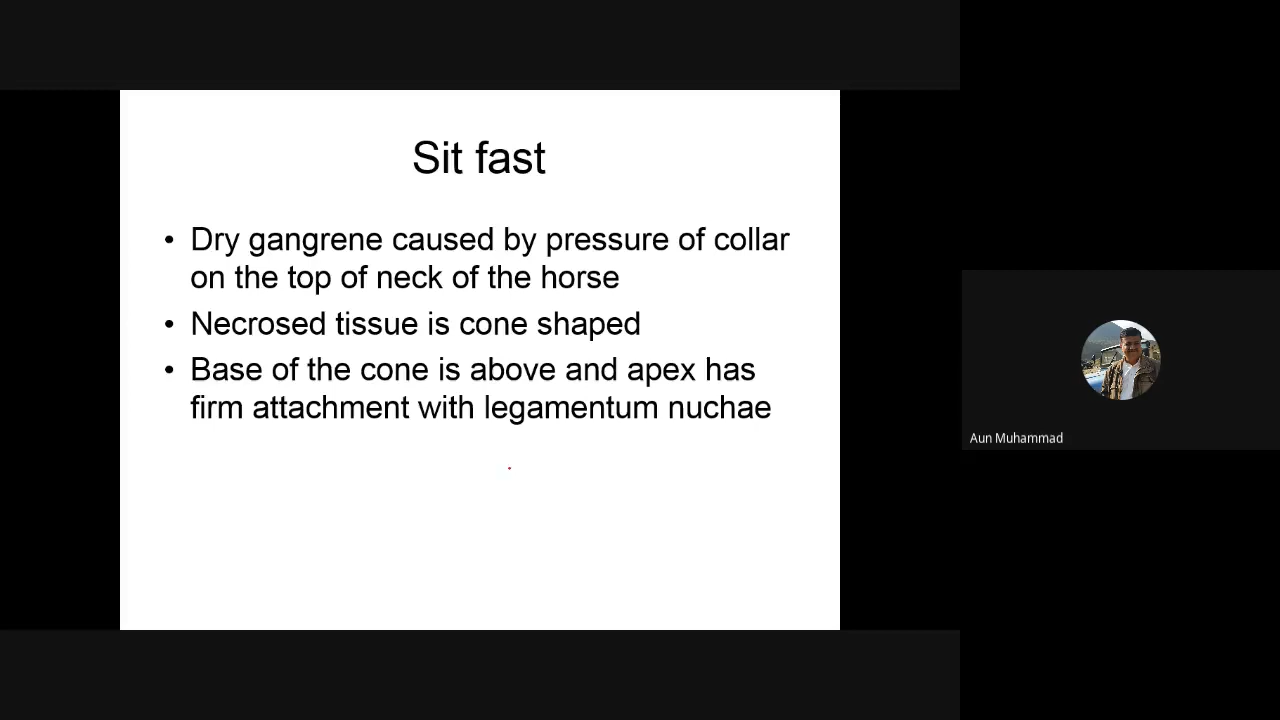 Sit fast
• Dry gangrene caused by pressure of collar
on the top of neck of the horse
• Necrosed tissue is cone shaped
• Base of the cone is above and apex has
firm attachment with legamentum nuchae
Aun Muhammad